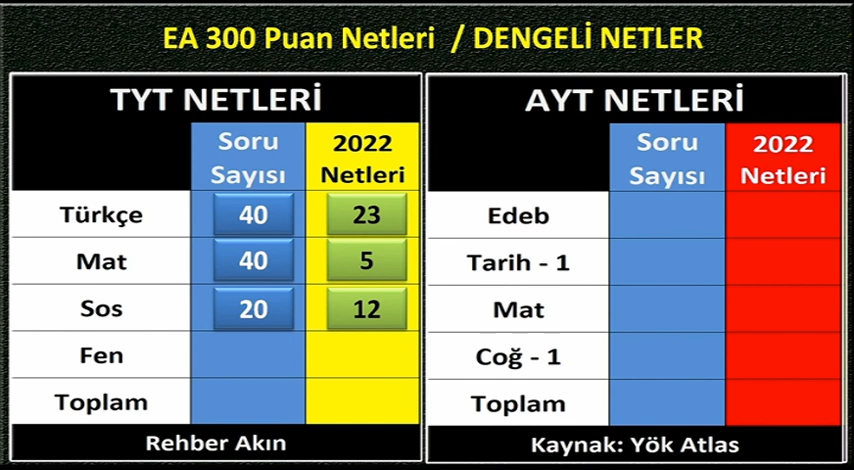 EA 300 Puan Netleri / DENGELİ NETLER
TYT NETLERİ
Soru Sayısı
2022 Netleri
Türkçe 40 23
Mat 40 5
Sos 20 12
Fen
Toplam
Rehber Akın
AYT NETLERİ
Soru Sayısı
2022 Netleri
Edeb
Tarih - 1
Mat
Coğ - 1
Toplam
Kaynak: Yök Atlas